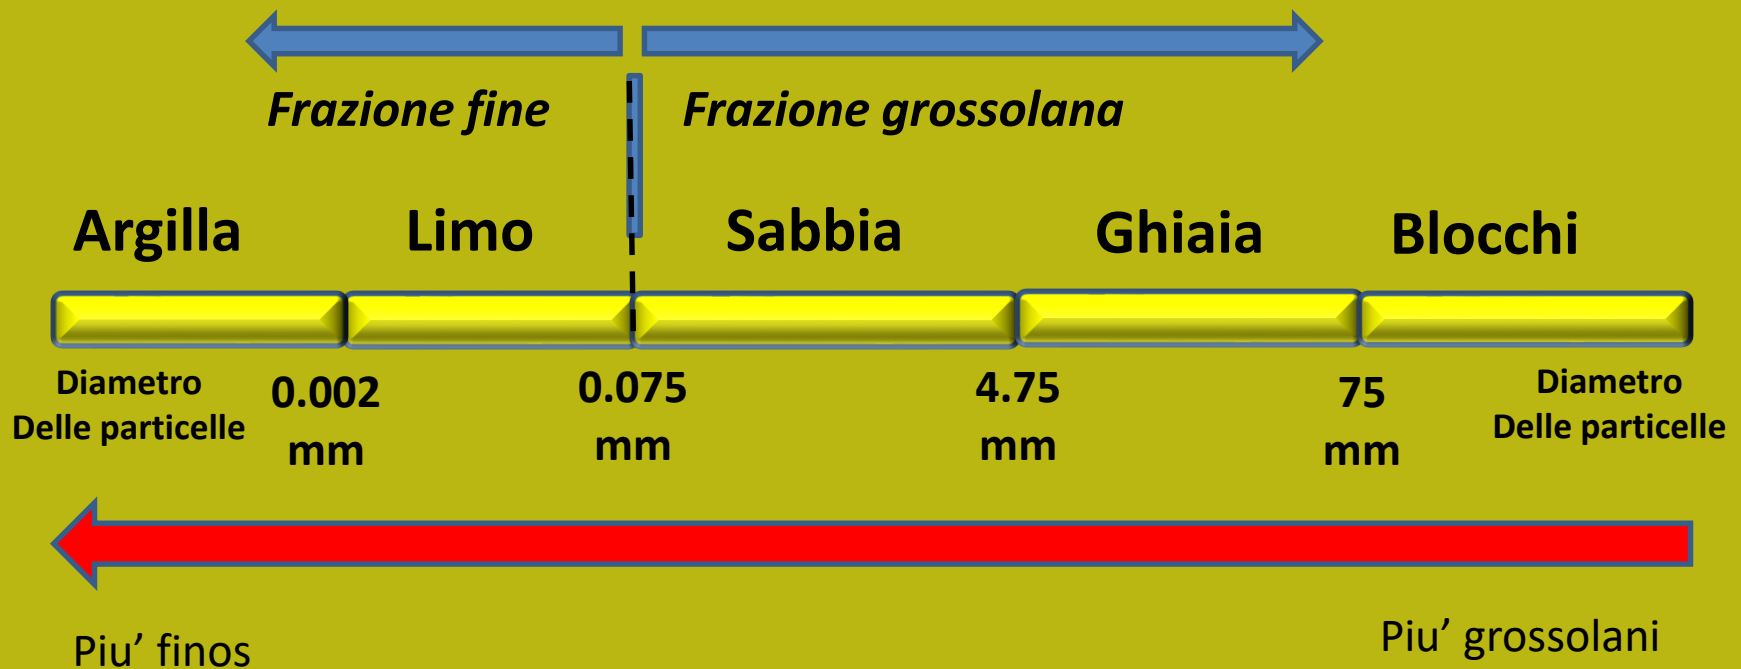 Frazione fine
Frazione grossolana
Argilla
Limo
Sabbia
Ghiaia
Blocchi
Diametro
Delle particelle
0.002
mm
0.075
mm
4.75
mm
75
mm
Diametro
Delle particelle
Piu’ finos
Piu’ grossolani